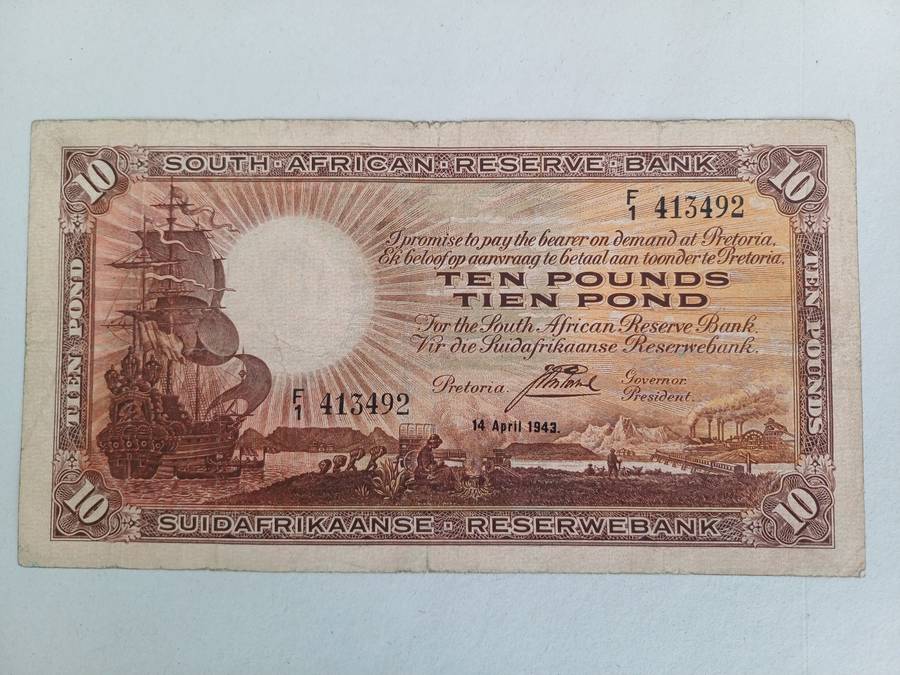 10 SOUTH · AFRICAN · RESERVE · BANK 10
F/1 413492
I promise to pay the bearer on demand at Pretoria,
Ek beloof op aanvraag te betaal aan toonder te Pretoria.
TEN POUNDS
TIEN POND
For the South African Reserve Bank.
Vir die Suidafrikaanse Reserwebank.
Pretoria.
Governor.
President.
F/1 413492
14 April 1943.
TIEN POND
TEN POUNDS
10 SUIDAFRIKAANSE · RESERWEBANK 10